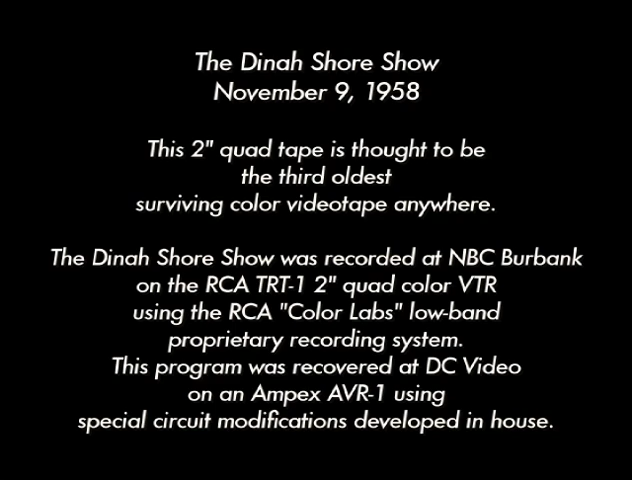 The Dinah Shore Show
November 9, 1958
This 2" quad tape is thought to be
the third oldest
surviving color videotape anywhere.
The Dinah Shore Show was recorded at NBC Burbank
on the RCA TRT-1 2" quad color VTR
using the RCA "Color Labs" low-band
proprietary recording system.
This program was recovered at DC Video
on an Ampex AVR-1 using
special circuit modifications developed in house.